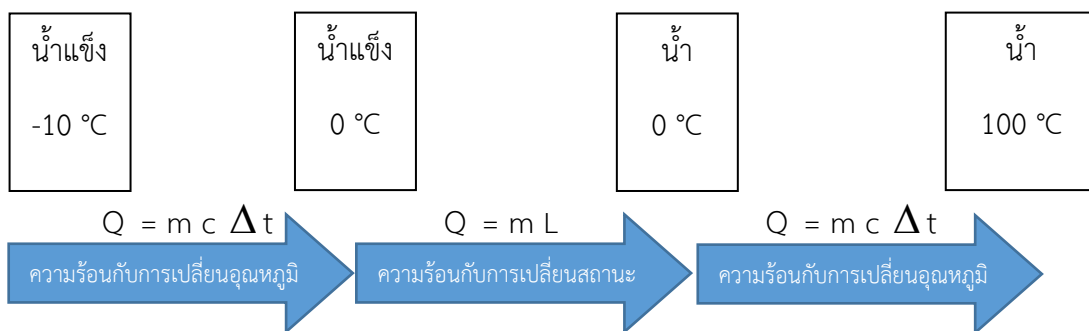 น้ำแข็ง
-10 °C
น้ำแข็ง
0 °C
น้ำ
0 °C
น้ำ
100 °C
Q = m c Δ t
Q = m L
Q = m c Δ t
ความร้อนกับการเปลี่ยนอุณหภูมิ
ความร้อนกับการเปลี่ยนสถานะ
ความร้อนกับการเปลี่ยนอุณหภูมิ